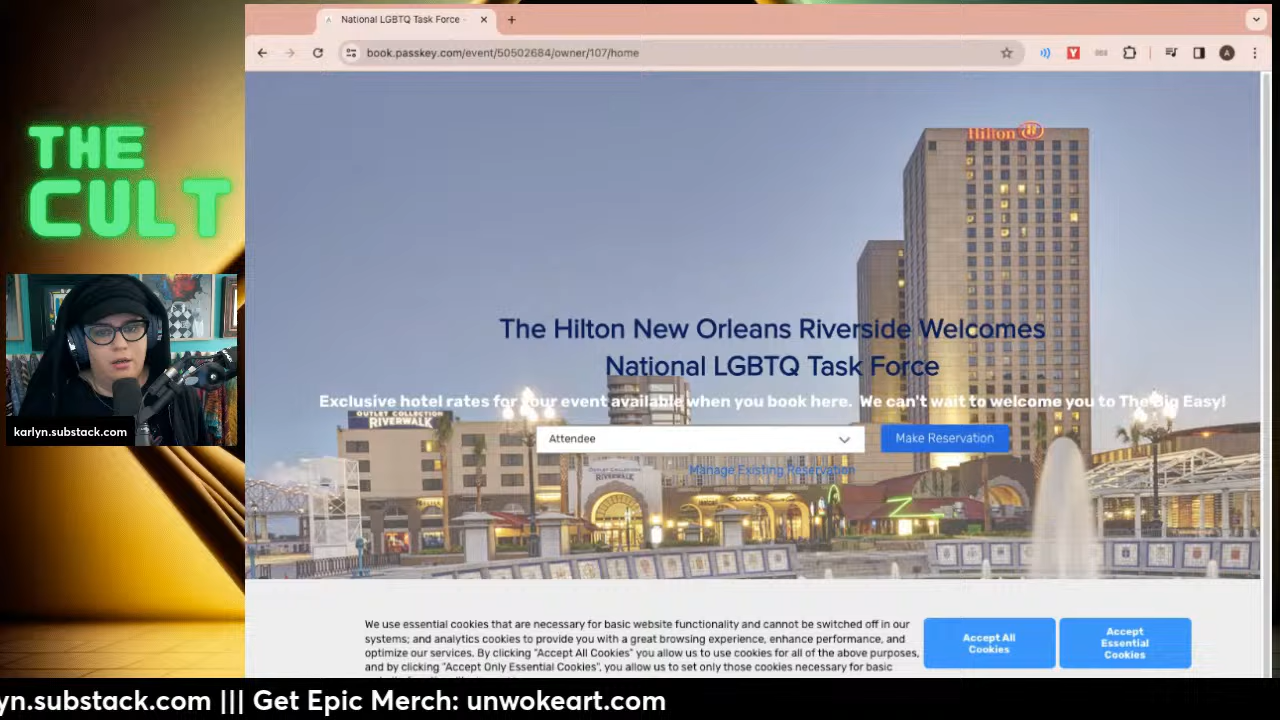 National LGBTQ Task Force -
book.passkey.com/event/50502684/owner/107/home
THE
CULT
karlyn.substack.com
Hilton
The Hilton New Orleans Riverside Welcomes
National LGBTQ Task Force
Exclusive hotel rates for your event available when you book here. We can't wait to welcome you to The Big Easy!
OUTLET COLLECTION
RIVERWALK
Attendee
Make Reservation
Manage Existing Reservation
OUTLET COLLECTION
RIVERWALK
COACH
We use essential cookies that are necessary for basic website functionality and cannot be switched off in our
systems; and analytics cookies to provide you with a great browsing experience, enhance performance, and
optimize our services. By clicking "Accept All Cookies" you allow us to use cookies for all of the above purposes,
and by clicking "Accept Only Essential Cookies", you allow us to set only those cookies necessary for basic
Accept All
Cookies
Accept
Essential
Cookies
yn.substack.com ||| Get Epic Merch: unwokeart.com